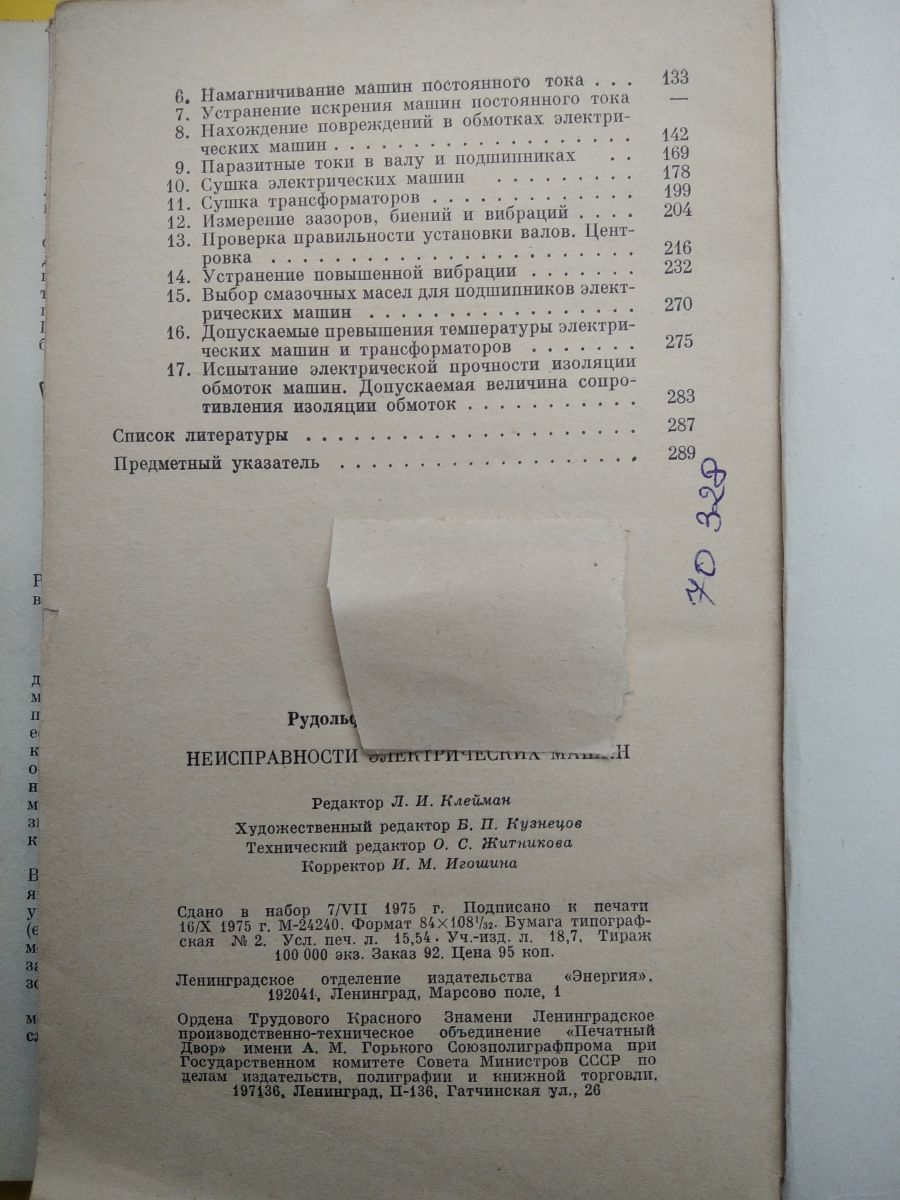 6. Намагничивание машин постоянного тока . . . 133
7. Устранение искрения машин постоянного тока —
8. Нахождение повреждений в обмотках электри-
ческих машин . . . . . . . . . . . . . . . . . . 142
9. Паразитные токи в валу и подшипниках . . 169
10. Сушка электрических машин . . . . . . . . . 178
11. Сушка трансформаторов . . . . . . . . . . . . 199
12. Измерение зазоров, биений и вибраций . . . . 204
13. Проверка правильности установки валов. Цент-
ровка . . . . . . . . . . . . . . . . . . . . . . 216
14. Устранение повышенной вибрации . . . . . . . 232
15. Выбор смазочных масел для подшипников элект-
рических машин . . . . . . . . . . . . . . . . 270
16. Допускаемые превышения температуры электри-
ческих машин и трансформаторов . . . . . . . 275
17. Испытание электрической прочности изоляции
обмоток машин. Допускаемая величина сопро-
тивления изоляции обмоток . . . . . . . . . . . 283
Список литературы . . . . . . . . . . . . . . . . . . . . . 287
Предметный указатель . . . . . . . . . . . . . . . . . . . 289
70 328
Рудольф
НЕИСПРАВНОСТИ ЭЛЕКТРИЧЕСКИХ МАШИН
Редактор Л. И. Клейман
Художественный редактор Б. П. Кузнецов
Технический редактор О. С. Житникова
Корректор И. М. Игошина
Сдано в набор 7/VII 1975 г. Подписано к печати
16/X 1975 г. М-24240. Формат 84×108¹/₃₂. Бумага типограф-
ская № 2. Усл. печ. л. 15,54. Уч.-изд. л. 18,7. Тираж
100 000 экз. Заказ 92. Цена 95 коп.
Ленинградское отделение издательства «Энергия».
192041, Ленинград, Марсово поле, 1
Ордена Трудового Красного Знамени Ленинградское
производственно-техническое объединение «Печатный
Двор» имени А. М. Горького Союзполиграфпрома при
Государственном комитете Совета Министров СССР по
делам издательств, полиграфии и книжной торговли.
197136, Ленинград, П-136, Гатчинская ул., 26